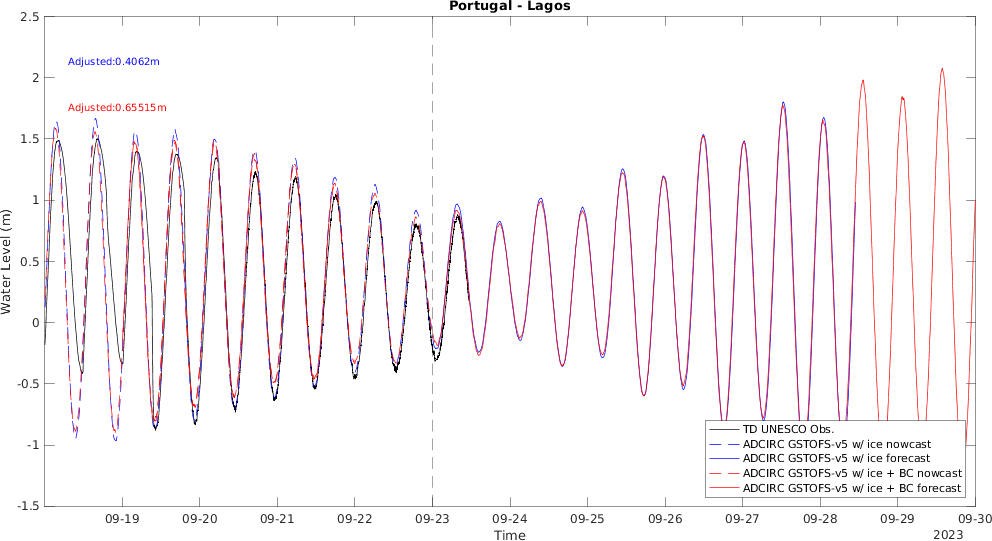 Portugal - Lagos
2.5
2
1.5
1
0.5
0
-0.5
-1
-1.5
Water Level (m)
Adjusted:0.4062m
Adjusted:0.65515m
TD UNESCO Obs.
ADCIRC GSTOFS-v5 w/ ice nowcast
ADCIRC GSTOFS-v5 w/ ice forecast
ADCIRC GSTOFS-v5 w/ ice + BC nowcast
ADCIRC GSTOFS-v5 w/ ice + BC forecast
09-19 09-20 09-21 09-22 09-23 09-24 09-25 09-26 09-27 09-28 09-29 09-30
Time
2023